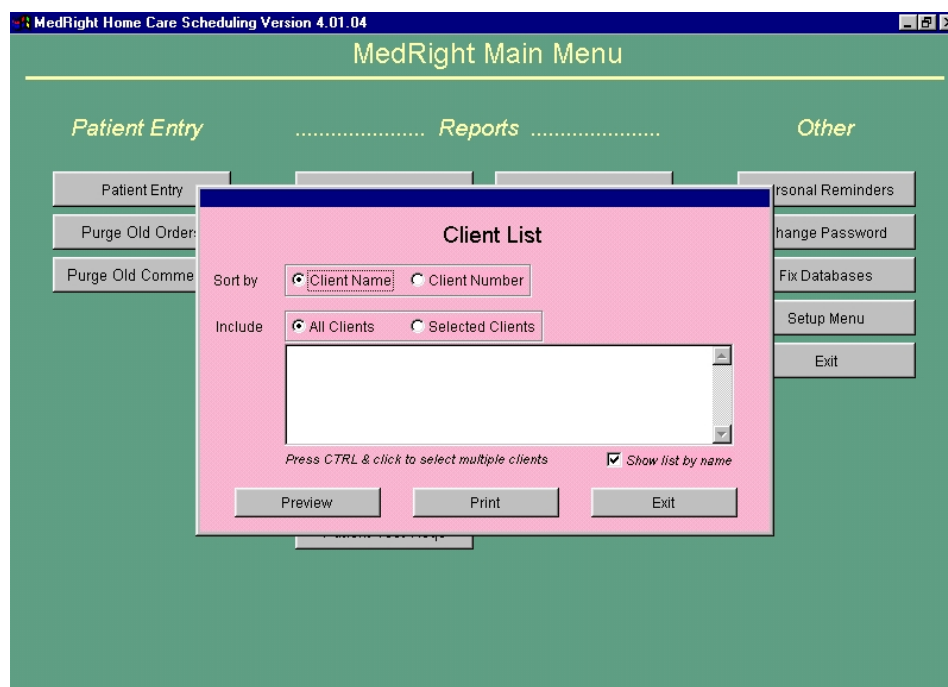 MedRight Home Care Scheduling Version 4.01.04
MedRight Main Menu
Patient Entry ...................... Reports ...................... Other
Patient Entry
Purge Old Orders
Purge Old Comme
Client List
Sort by Client Name Client Number
Include All Clients Selected Clients
Press CTRL & click to select multiple clients Show list by name
Preview Print Exit
rsonal Reminders
hange Password
Fix Databases
Setup Menu
Exit